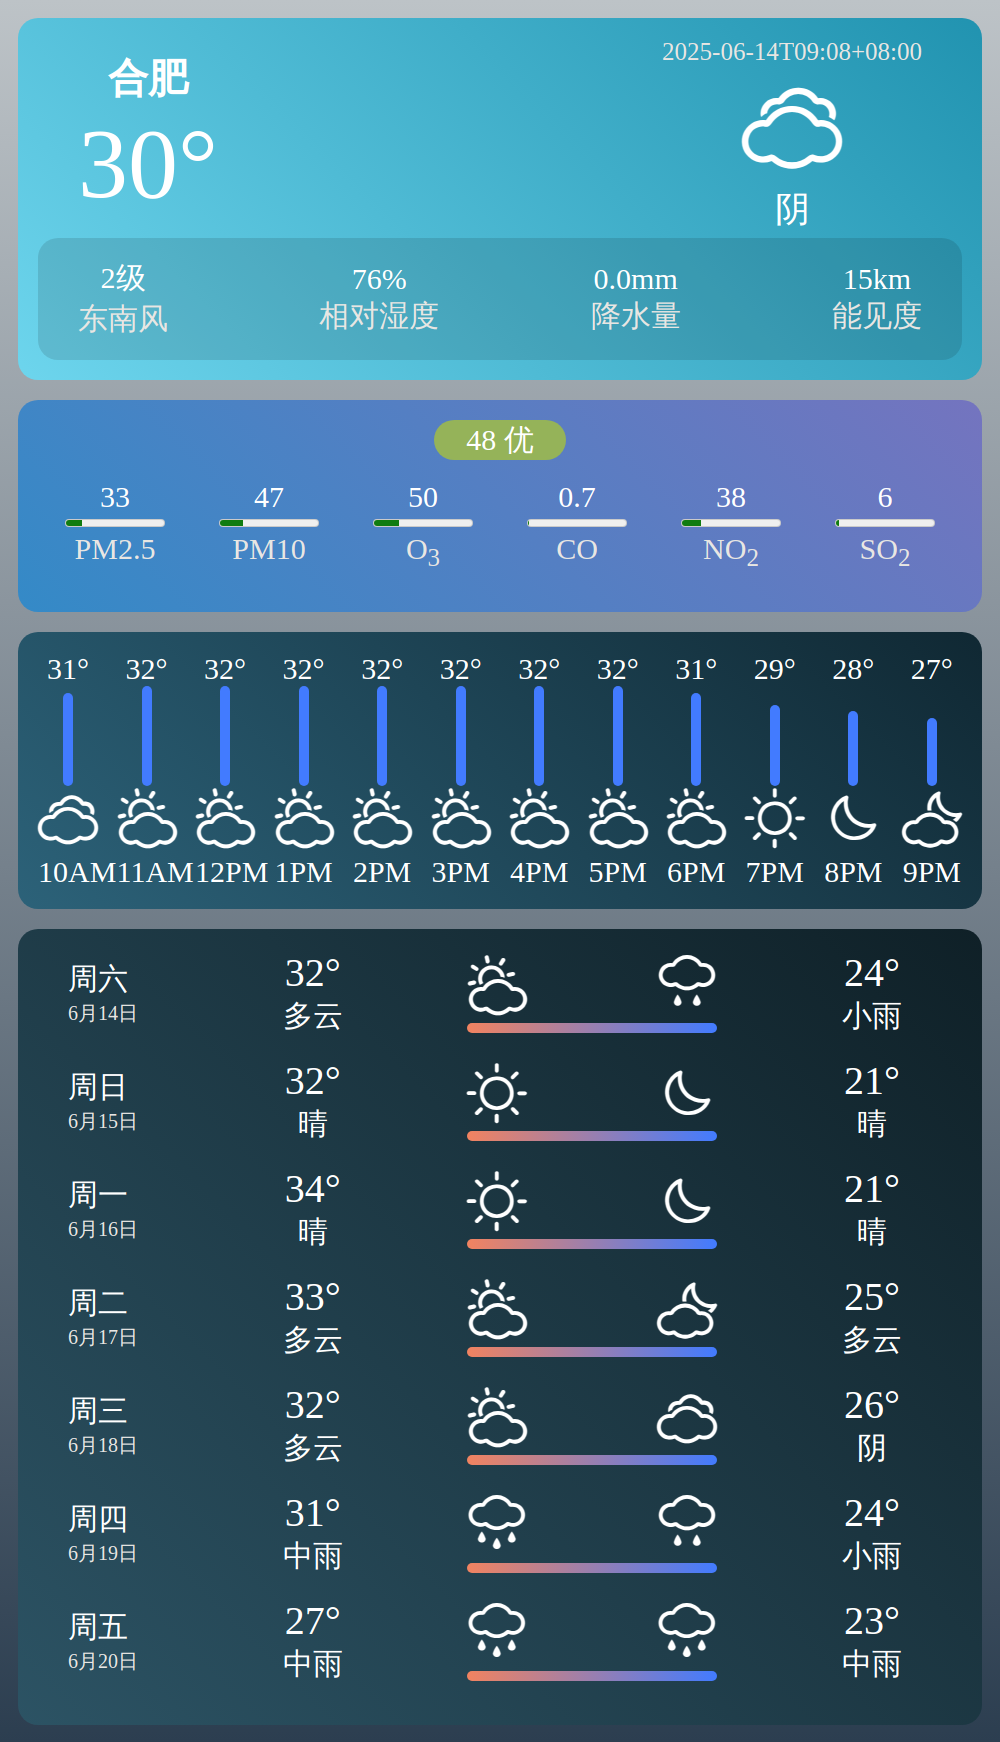 合肥
30°
2025-06-14T09:08+08:00
阴
2级 76% 0.0mm 15km
东南风 相对湿度 降水量 能见度
48 优
33 47 50 0.7 38 6
PM2.5 PM10 O3 CO NO2 SO2
31° 32° 32° 32° 32° 32° 32° 32° 31° 29° 28° 27°
10AM 11AM 12PM 1PM 2PM 3PM 4PM 5PM 6PM 7PM 8PM 9PM
周六 32° 24°
6月14日 多云 小雨
周日 32° 21°
6月15日 晴 晴
周一 34° 21°
6月16日 晴 晴
周二 33° 25°
6月17日 多云 多云
周三 32° 26°
6月18日 多云 阴
周四 31° 24°
6月19日 中雨 小雨
周五 27° 23°
6月20日 中雨 中雨